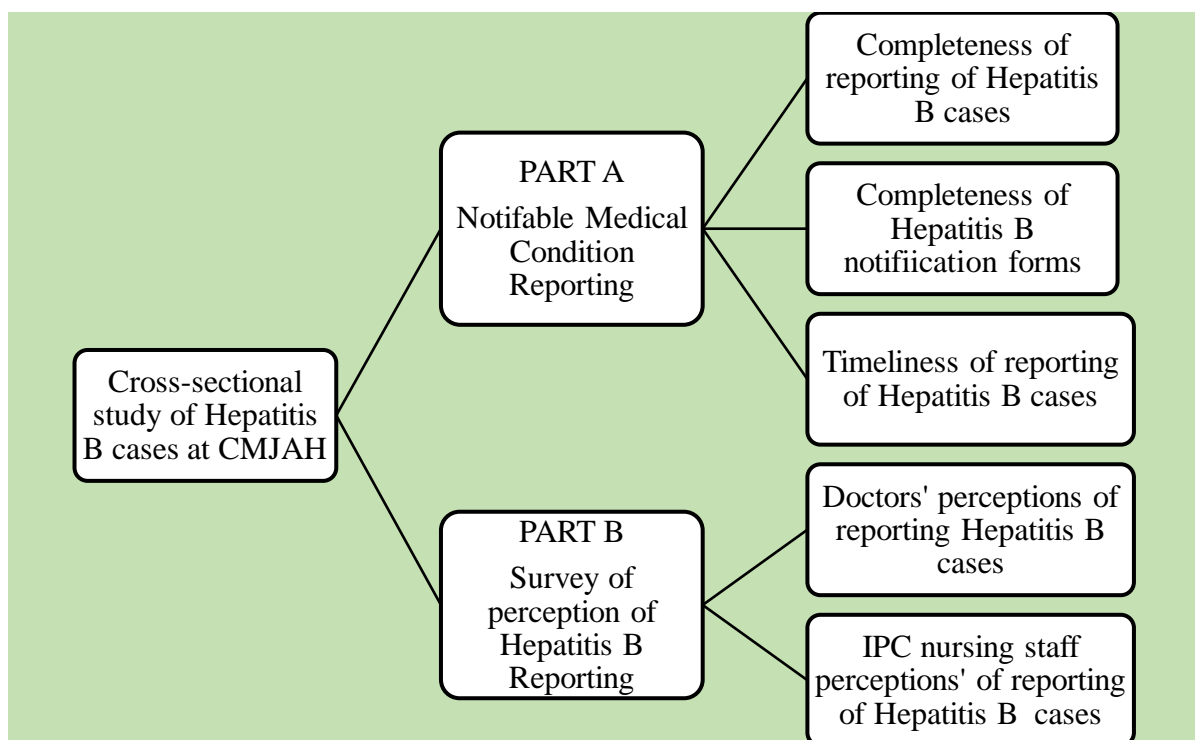 Cross-sectional
study of Hepatitis
B cases at CMJAH
PART A
Notifable Medical
Condition
Reporting
Completeness of
reporting of Hepatitis
B cases
Completeness of
Hepatitis B
notifiication forms
Timeliness of reporting
of Hepatitis B cases
PART B
Survey of
perception of
Hepatitis B
Reporting
Doctors' perceptions of
reporting Hepatitis B
cases
IPC nursing staff
perceptions' of reporting
of Hepatitis B cases